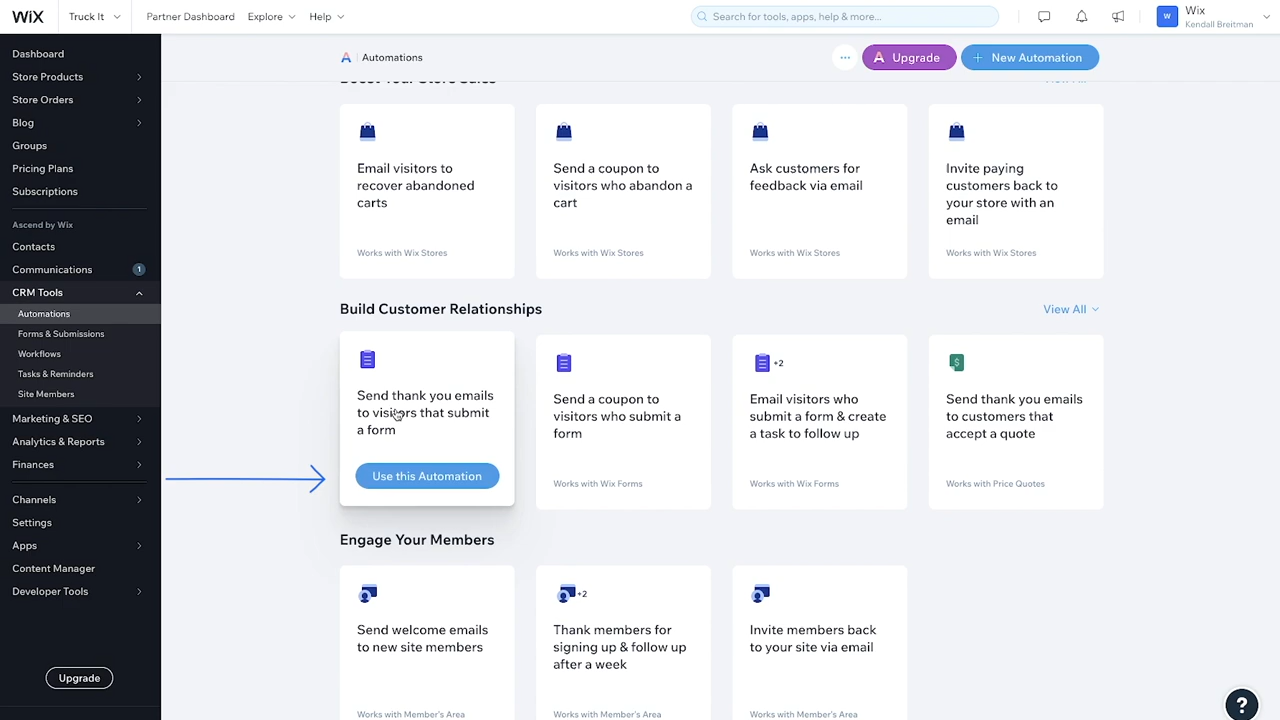 WiX
Truck It
Partner Dashboard
Explore
Help
Search for tools, apps, help & more...
W
Wix
Kendall Breitman
Dashboard
Store Products
Store Orders
Blog
Groups
Pricing Plans
Subscriptions
Ascend by Wix
Contacts
Communications
1
CRM Tools
Automations
Forms & Submissions
Workflows
Tasks & Reminders
Site Members
Marketing & SEO
Analytics & Reports
Finances
Channels
Settings
Apps
Content Manager
Developer Tools
Upgrade
A | Automations
...
A Upgrade
+ New Automation
Email visitors to
recover abandoned
carts
Works with Wix Stores
Send a coupon to
visitors who abandon a
cart
Works with Wix Stores
Ask customers for
feedback via email
Works with Wix Stores
Invite paying
customers back to
your store with an
email
Works with Wix Stores
Build Customer Relationships
View All
Send thank you emails
to visitors that submit
a form
Use this Automation
Send a coupon to
visitors who submit a
form
Works with Wix Forms
+2
Email visitors who
submit a form & create
a task to follow up
Works with Wix Forms
$
Send thank you emails
to customers that
accept a quote
Works with Price Quotes
Engage Your Members
Send welcome emails
to new site members
Works with Member's Area
+2
Thank members for
signing up & follow up
after a week
Works with Member's Area
Invite members back
to your site via email
Works with Member's Area
?